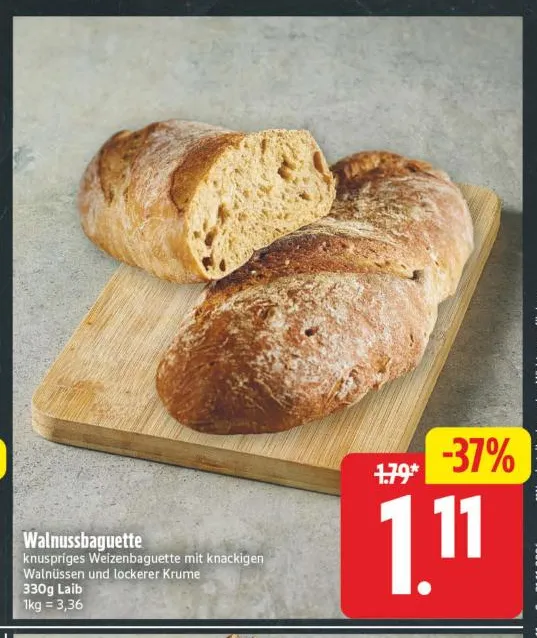 Walnussbaguette
knuspriges Weizenbaguette mit knackigen
Walnüssen und lockerer Krume
330g Laib
1kg = 3,36
-37%
1.79*
1.11